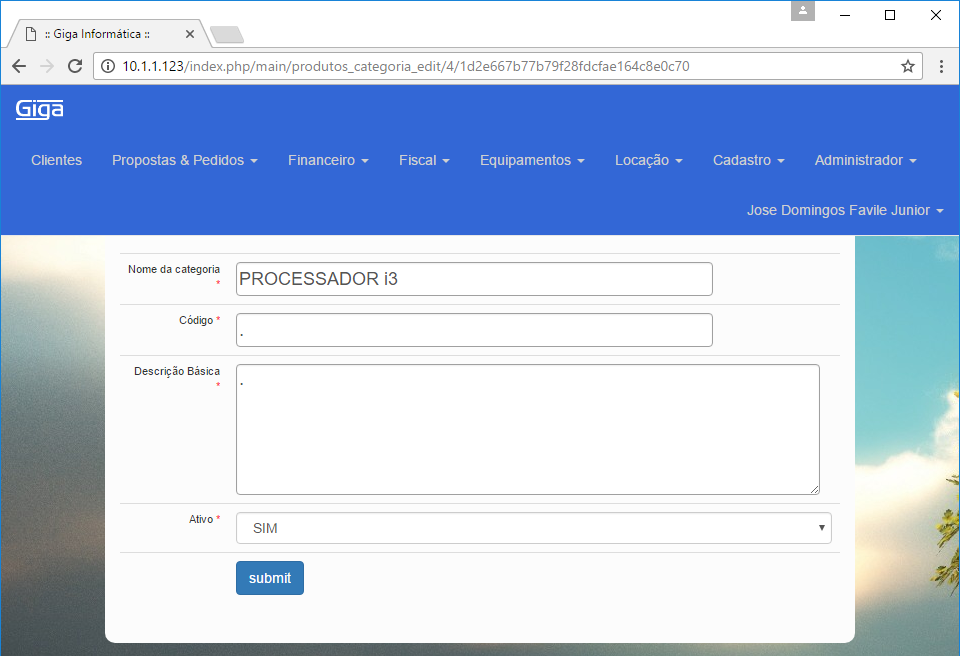 :: Giga Informática ::
10.1.1.123/index.php/main/produtos_categoria_edit/4/1d2e667b77b79f28fdcfae164c8e0c70
Giga
Clientes Propostas & Pedidos Financeiro Fiscal Equipamentos Locação Cadastro Administrador
Jose Domingos Favile Junior
Nome da categoria
*
PROCESSADOR i3
Código *
.
Descrição Básica
*
.
Ativo *
SIM
submit